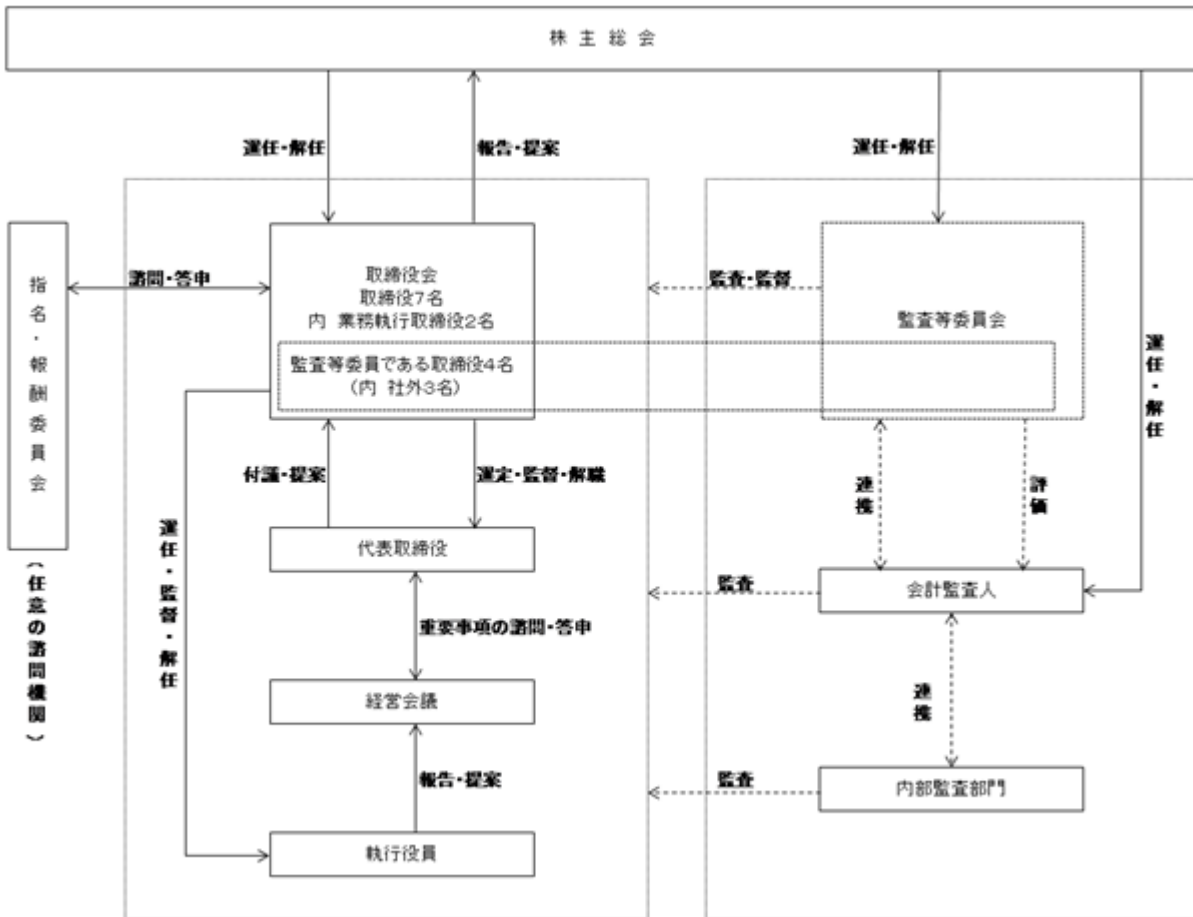 株主総会
選任・解任
報告・提案
選任・解任
選任・解任
指名・報酬委員会
(任意の諮問機関)
諮問・答申
取締役会
取締役7名
内 業務執行取締役2名
監査等委員である取締役4名
(内 社外3名)
監査・監督
監査等委員会
付議・提案
選定・監督・解職
連携
評価
選任・監督・解任
代表取締役
監査
会計監査人
重要事項の諮問・答申
経営会議
連携
報告・提案
監査
内部監査部門
執行役員